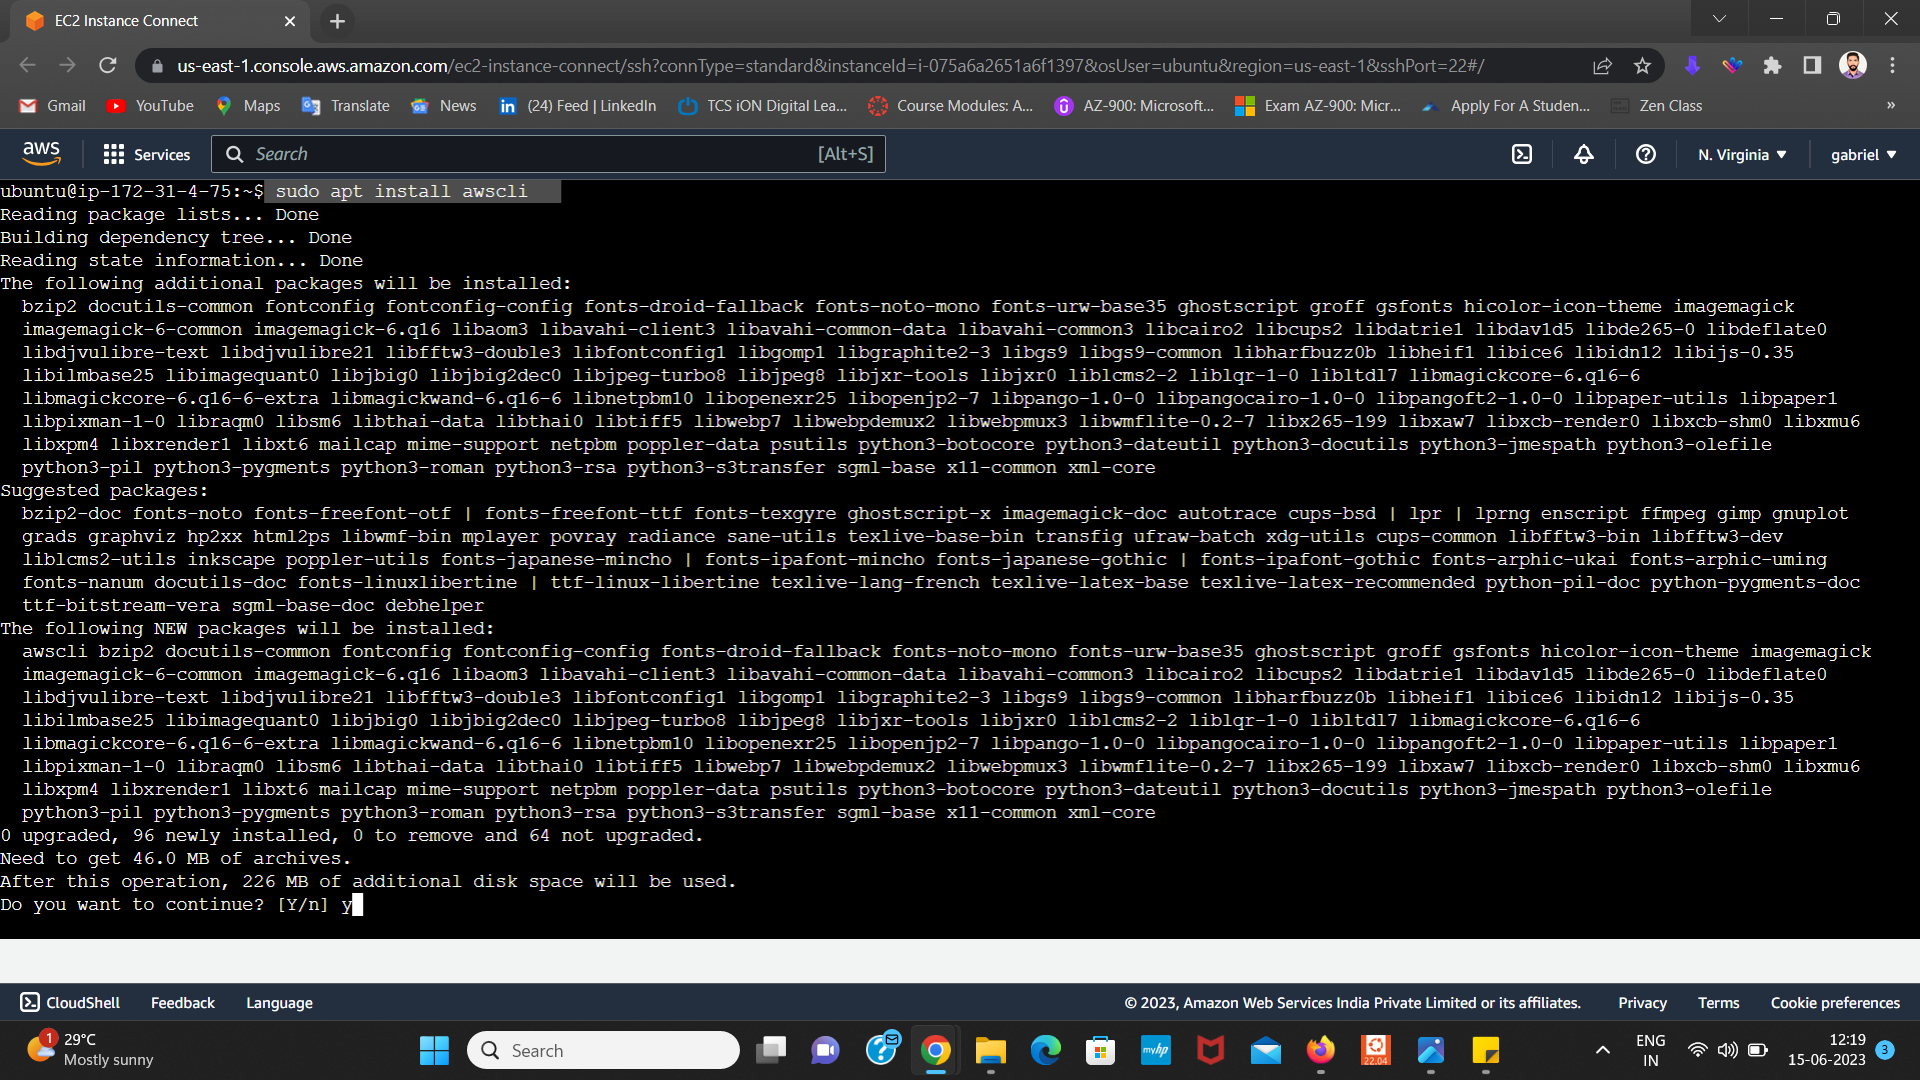 EC2 Instance Connect
us-east-1.console.aws.amazon.com/ec2-instance-connect/ssh?connType=standard&instanceId=i-075a6a2651a6f1397&osUser=ubuntu&region=us-east-1&sshPort=22#/
Gmail YouTube Maps Translate News (24) Feed | LinkedIn TCS iON Digital Lea... Course Modules: A... AZ-900: Microsoft... Exam AZ-900: Micr... Apply For A Studen... Zen Class »
aws Services Search [Alt+S] N. Virginia gabriel
ubuntu@ip-172-31-4-75:~$ sudo apt install awscli
Reading package lists... Done
Building dependency tree... Done
Reading state information... Done
The following additional packages will be installed:
bzip2 docutils-common fontconfig fontconfig-config fonts-droid-fallback fonts-noto-mono fonts-urw-base35 ghostscript groff gsfonts hicolor-icon-theme imagemagick
imagemagick-6-common imagemagick-6.q16 libaom3 libavahi-client3 libavahi-common-data libavahi-common3 libcairo2 libcups2 libdatrie1 libdav1d5 libde265-0 libdeflate0
libdjvulibre-text libdjvulibre21 libfftw3-double3 libfontconfig1 libgomp1 libgraphite2-3 libgs9 libgs9-common libharfbuzz0b libheif1 libice6 libidn12 libijs-0.35
libilmbase25 libimagequant0 libjbig0 libjbig2dec0 libjpeg-turbo8 libjpeg8 libjxr-tools libjxr0 liblcms2-2 liblqr-1-0 libltdl7 libmagickcore-6.q16-6
libmagickcore-6.q16-6-extra libmagickwand-6.q16-6 libnetpbm10 libopenexr25 libopenjp2-7 libpango-1.0-0 libpangocairo-1.0-0 libpangoft2-1.0-0 libpaper-utils libpaper1
libpixman-1-0 libraqm0 libsm6 libthai-data libthai0 libtiff5 libwebp7 libwebpdemux2 libwebpmux3 libwmflite-0.2-7 libx265-199 libxaw7 libxcb-render0 libxcb-shm0 libxmu6
libxpm4 libxrender1 libxt6 mailcap mime-support netpbm poppler-data psutils python3-botocore python3-dateutil python3-docutils python3-jmespath python3-olefile
python3-pil python3-pygments python3-roman python3-rsa python3-s3transfer sgml-base x11-common xml-core
Suggested packages:
bzip2-doc fonts-noto fonts-freefont-otf | fonts-freefont-ttf fonts-texgyre ghostscript-x imagemagick-doc autotrace cups-bsd | lpr | lprng enscript ffmpeg gimp gnuplot
grads graphviz hp2xx html2ps libwmf-bin mplayer povray radiance sane-utils texlive-base-bin transfig ufraw-batch xdg-utils cups-common libfftw3-bin libfftw3-dev
liblcms2-utils inkscape poppler-utils fonts-japanese-mincho | fonts-ipafont-mincho fonts-japanese-gothic | fonts-ipafont-gothic fonts-arphic-ukai fonts-arphic-uming
fonts-nanum docutils-doc fonts-linuxlibertine | ttf-linux-libertine texlive-lang-french texlive-latex-base texlive-latex-recommended python-pil-doc python-pygments-doc
ttf-bitstream-vera sgml-base-doc debhelper
The following NEW packages will be installed:
awscli bzip2 docutils-common fontconfig fontconfig-config fonts-droid-fallback fonts-noto-mono fonts-urw-base35 ghostscript groff gsfonts hicolor-icon-theme imagemagick
imagemagick-6-common imagemagick-6.q16 libaom3 libavahi-client3 libavahi-common-data libavahi-common3 libcairo2 libcups2 libdatrie1 libdav1d5 libde265-0 libdeflate0
libdjvulibre-text libdjvulibre21 libfftw3-double3 libfontconfig1 libgomp1 libgraphite2-3 libgs9 libgs9-common libharfbuzz0b libheif1 libice6 libidn12 libijs-0.35
libilmbase25 libimagequant0 libjbig0 libjbig2dec0 libjpeg-turbo8 libjpeg8 libjxr-tools libjxr0 liblcms2-2 liblqr-1-0 libltdl7 libmagickcore-6.q16-6
libmagickcore-6.q16-6-extra libmagickwand-6.q16-6 libnetpbm10 libopenexr25 libopenjp2-7 libpango-1.0-0 libpangocairo-1.0-0 libpangoft2-1.0-0 libpaper-utils libpaper1
libpixman-1-0 libraqm0 libsm6 libthai-data libthai0 libtiff5 libwebp7 libwebpdemux2 libwebpmux3 libwmflite-0.2-7 libx265-199 libxaw7 libxcb-render0 libxcb-shm0 libxmu6
libxpm4 libxrender1 libxt6 mailcap mime-support netpbm poppler-data psutils python3-botocore python3-dateutil python3-docutils python3-jmespath python3-olefile
python3-pil python3-pygments python3-roman python3-rsa python3-s3transfer sgml-base x11-common xml-core
0 upgraded, 96 newly installed, 0 to remove and 64 not upgraded.
Need to get 46.0 MB of archives.
After this operation, 226 MB of additional disk space will be used.
Do you want to continue? [Y/n] y
CloudShell Feedback Language © 2023, Amazon Web Services India Private Limited or its affiliates. Privacy Terms Cookie preferences
1 29°C Search myhp 22.04 ENG 12:19
Mostly sunny IN 15-06-2023 3